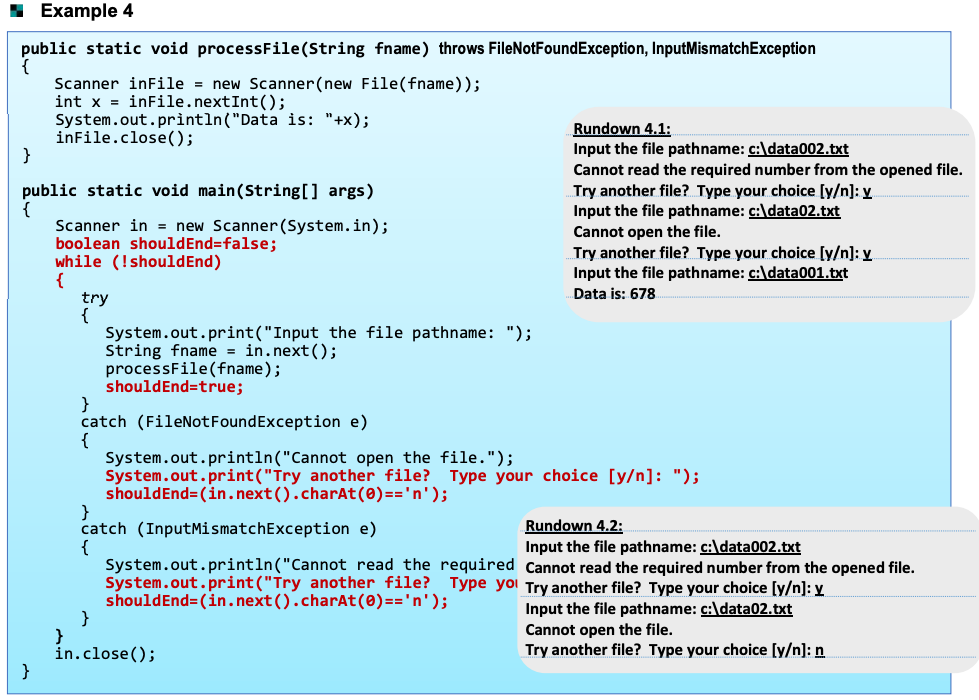 Example 4
public static void processFile(String fname) throws FileNotFoundException, InputMismatchException
{
Scanner inFile = new Scanner(new File(fname));
int x = inFile.nextInt();
System.out.println("Data is: "+x);
inFile.close();
}
public static void main(String[] args)
{
Scanner in = new Scanner(System.in);
boolean shouldEnd=false;
while (!shouldEnd)
{
try
{
System.out.print("Input the file pathname: ");
String fname = in.next();
processFile(fname);
shouldEnd=true;
}
catch (FileNotFoundException e)
{
System.out.println("Cannot open the file.");
System.out.print("Try another file?  Type your choice [y/n]: ");
shouldEnd=(in.next().charAt(0)=='n');
}
catch (InputMismatchException e)
{
System.out.println("Cannot read the required
System.out.print("Try another file?  Type you
shouldEnd=(in.next().charAt(0)=='n');
}
}
in.close();
}
Rundown 4.1:
Input the file pathname: c:\data002.txt
Cannot read the required number from the opened file.
Try another file?  Type your choice [y/n]: y
Input the file pathname: c:\data02.txt
Cannot open the file.
Try another file?  Type your choice [y/n]: y
Input the file pathname: c:\data001.txt
Data is: 678
Rundown 4.2:
Input the file pathname: c:\data002.txt
Cannot read the required number from the opened file.
Try another file?  Type your choice [y/n]: y
Input the file pathname: c:\data02.txt
Cannot open the file.
Try another file?  Type your choice [y/n]: n